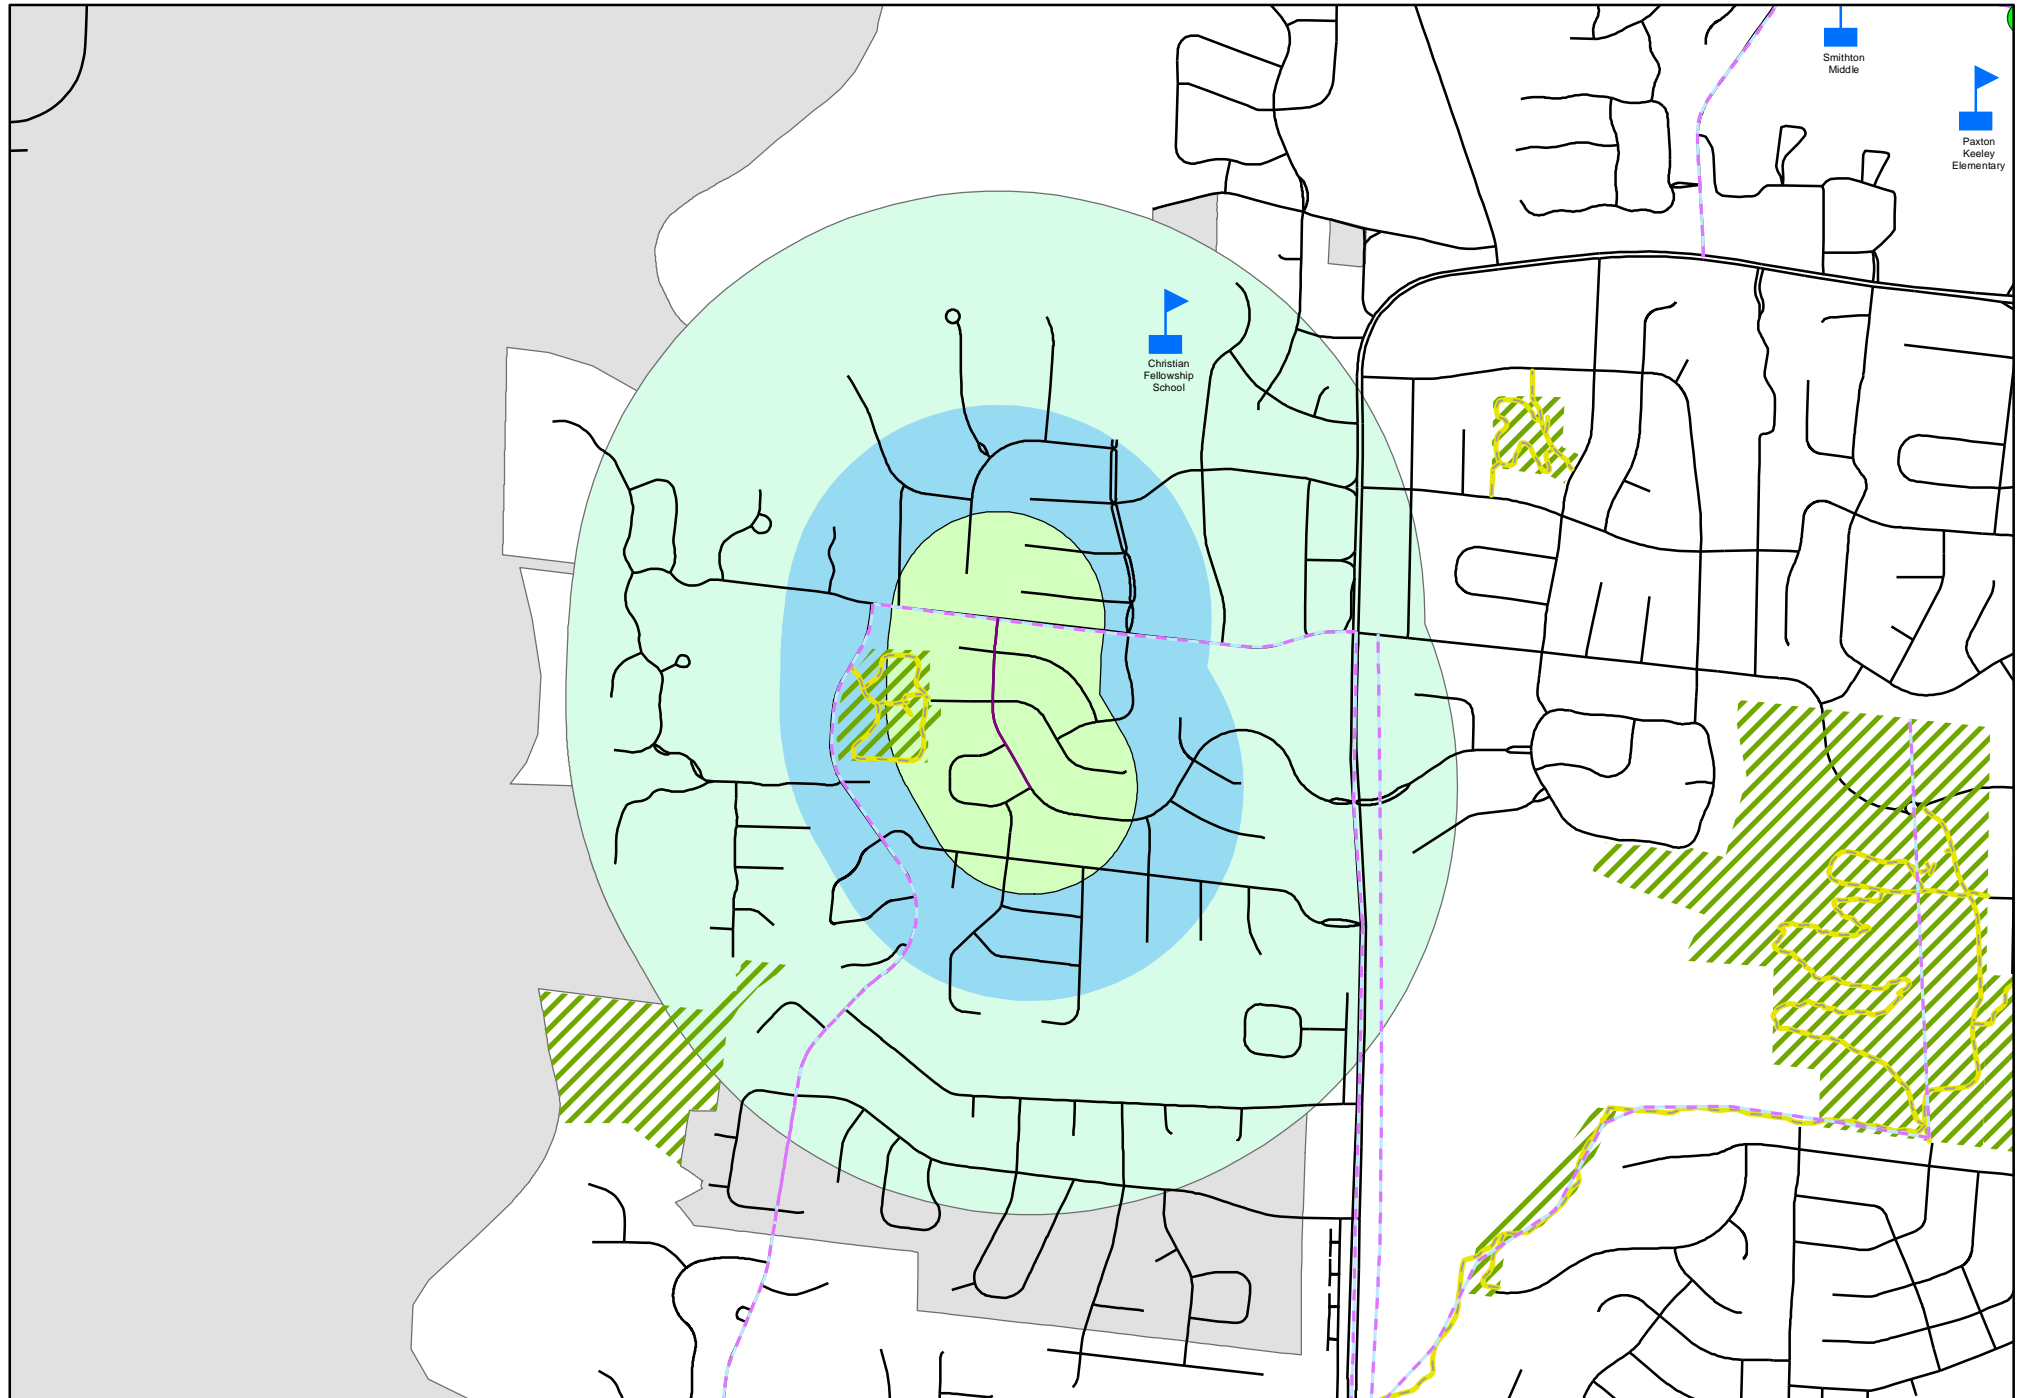 Smithton
Middle
Paxton
Keeley
Elementary
Christian
Fellowship
School